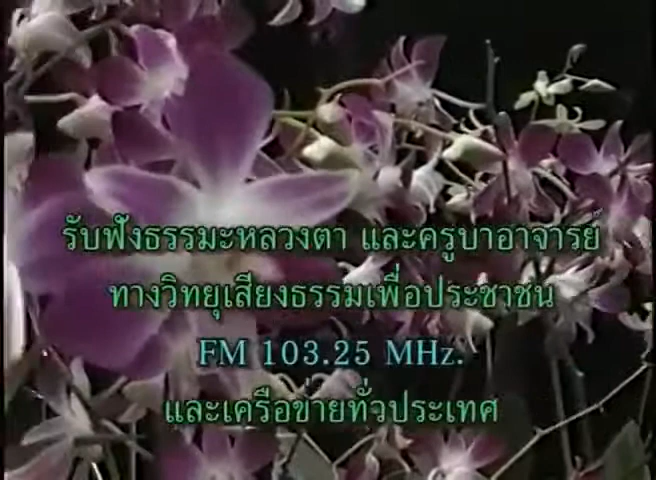 รับฟังธรรมะหลวงตา และครูบาอาจารย์
ทางวิทยุเสียงธรรมเพื่อประชาชน
FM 103.25 MHz.
และเครือข่ายทั่วประเทศ